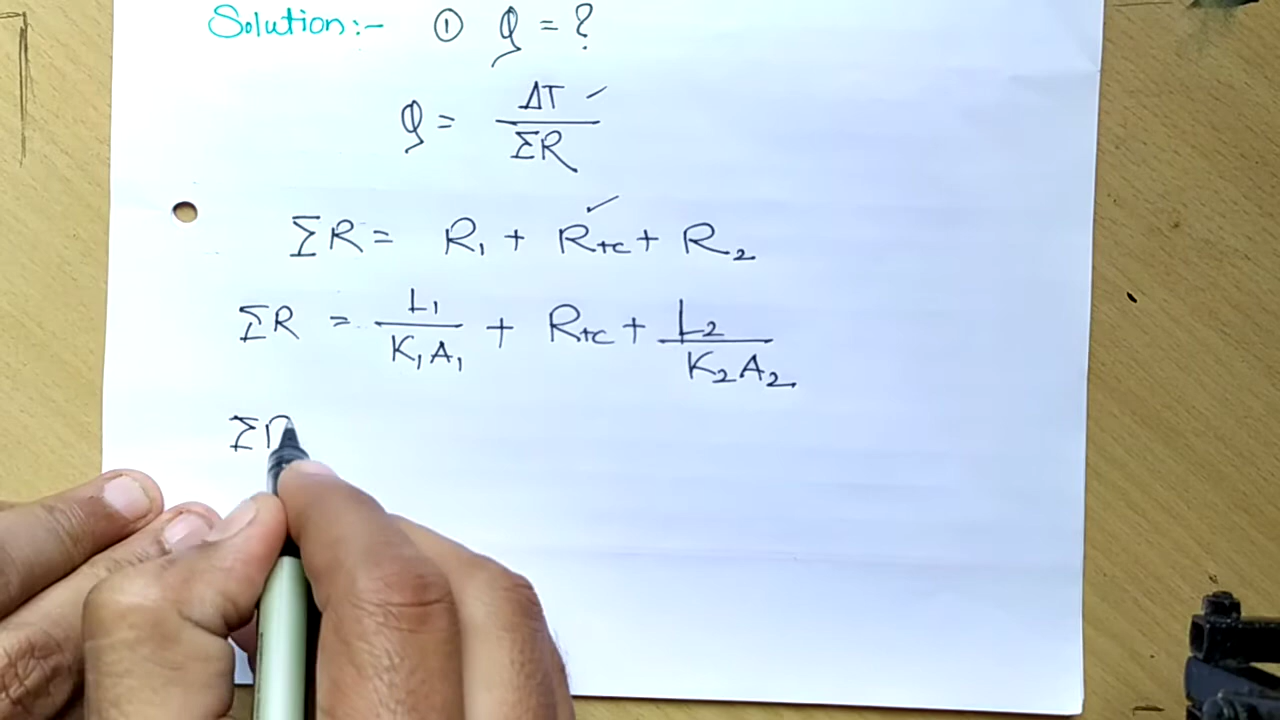 Solution:- ① Q = ?
Q = ΔT / ΣR
ΣR = R₁ + Rtc + R₂
ΣR = L₁ / K₁A₁ + Rtc + L₂ / K₂A₂
ΣR